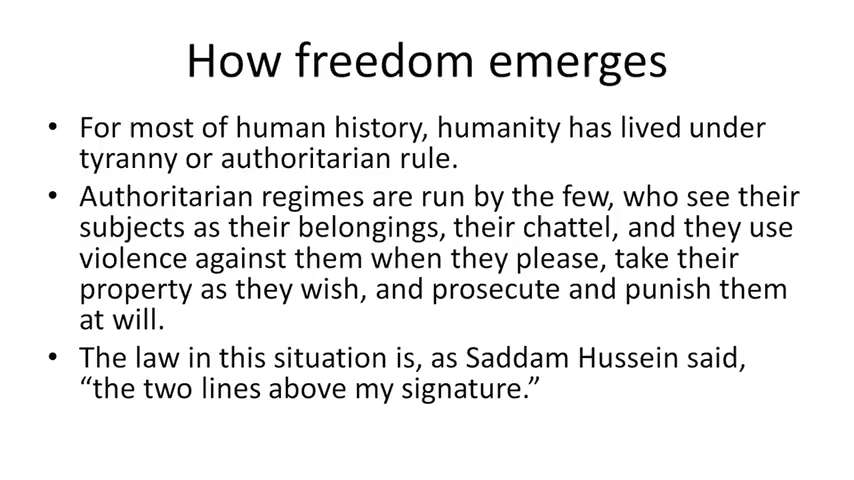 How freedom emerges
• For most of human history, humanity has lived under
tyranny or authoritarian rule.
• Authoritarian regimes are run by the few, who see their
subjects as their belongings, their chattel, and they use
violence against them when they please, take their
property as they wish, and prosecute and punish them
at will.
• The law in this situation is, as Saddam Hussein said,
“the two lines above my signature.”